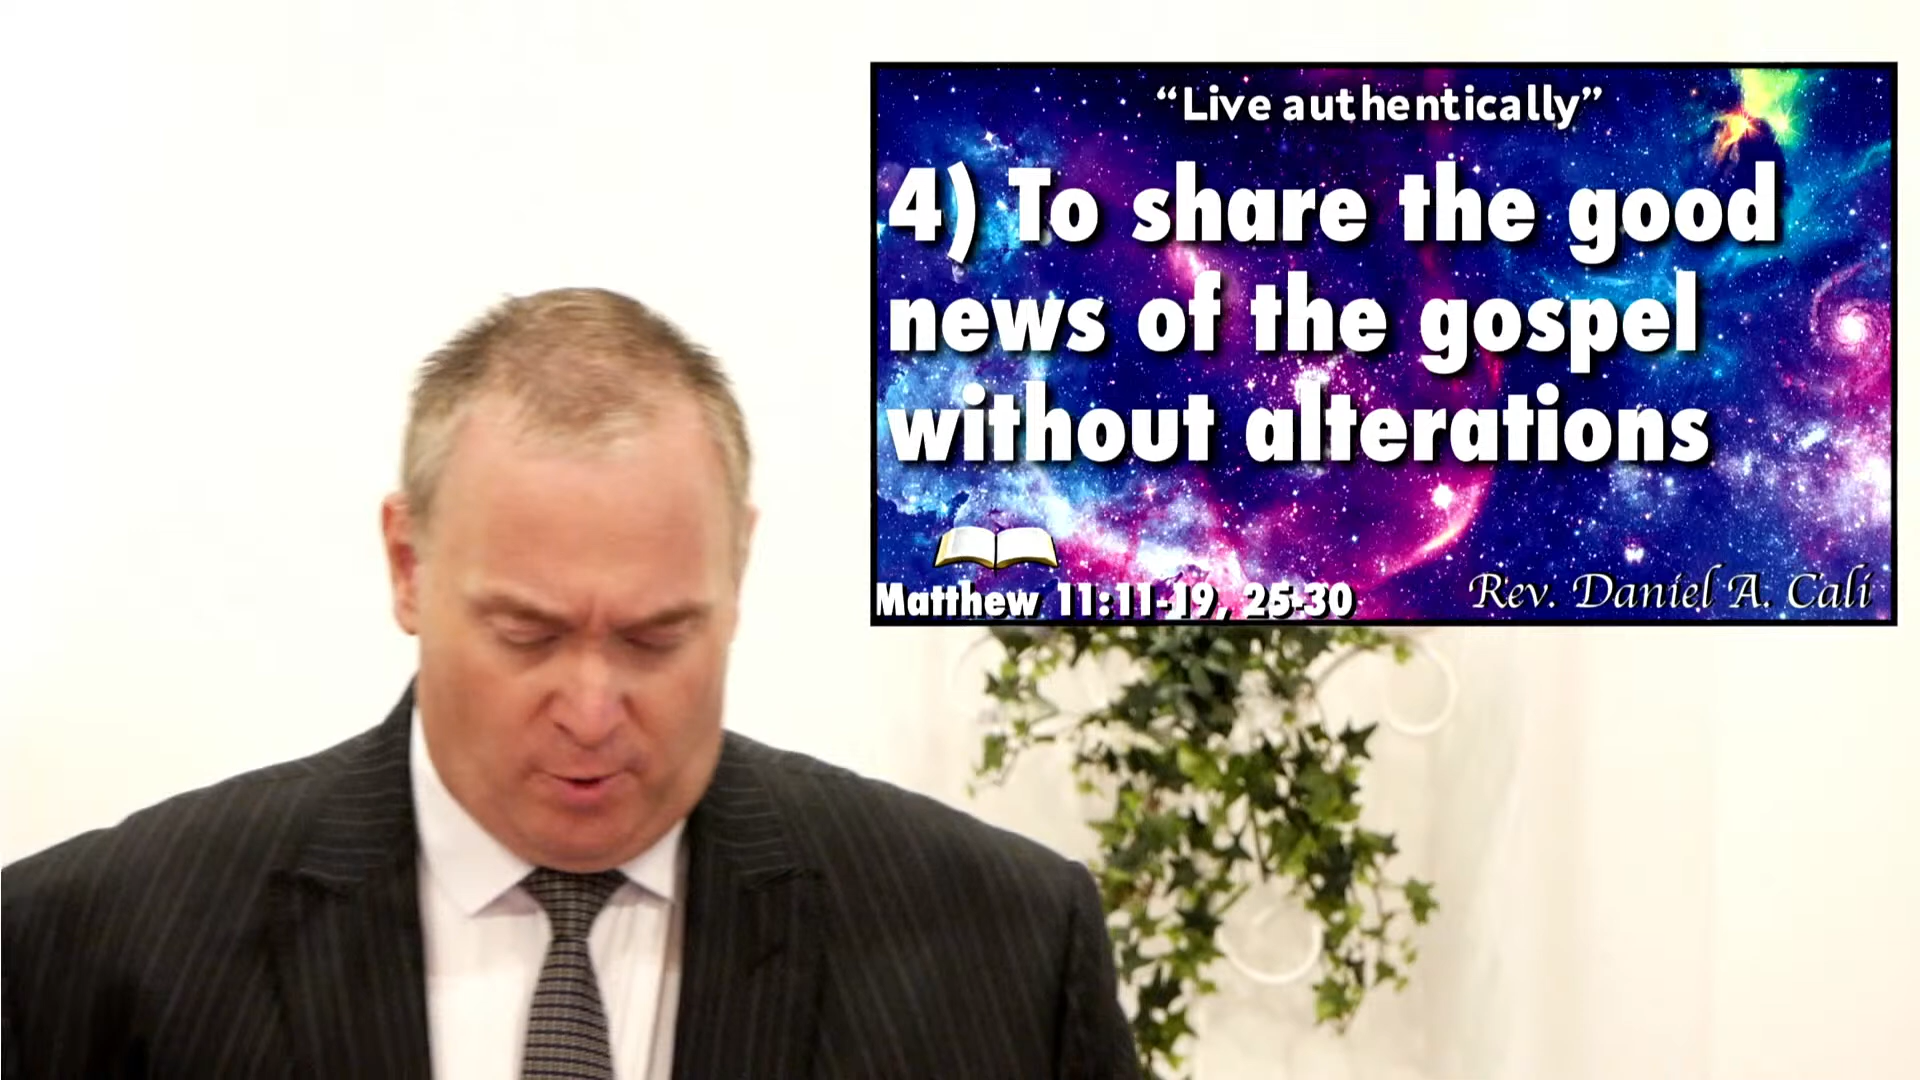 “Live authentically”
4) To share the good
news of the gospel
without alterations
Matthew 11:11-19, 25-30
Rev. Daniel A. Cali